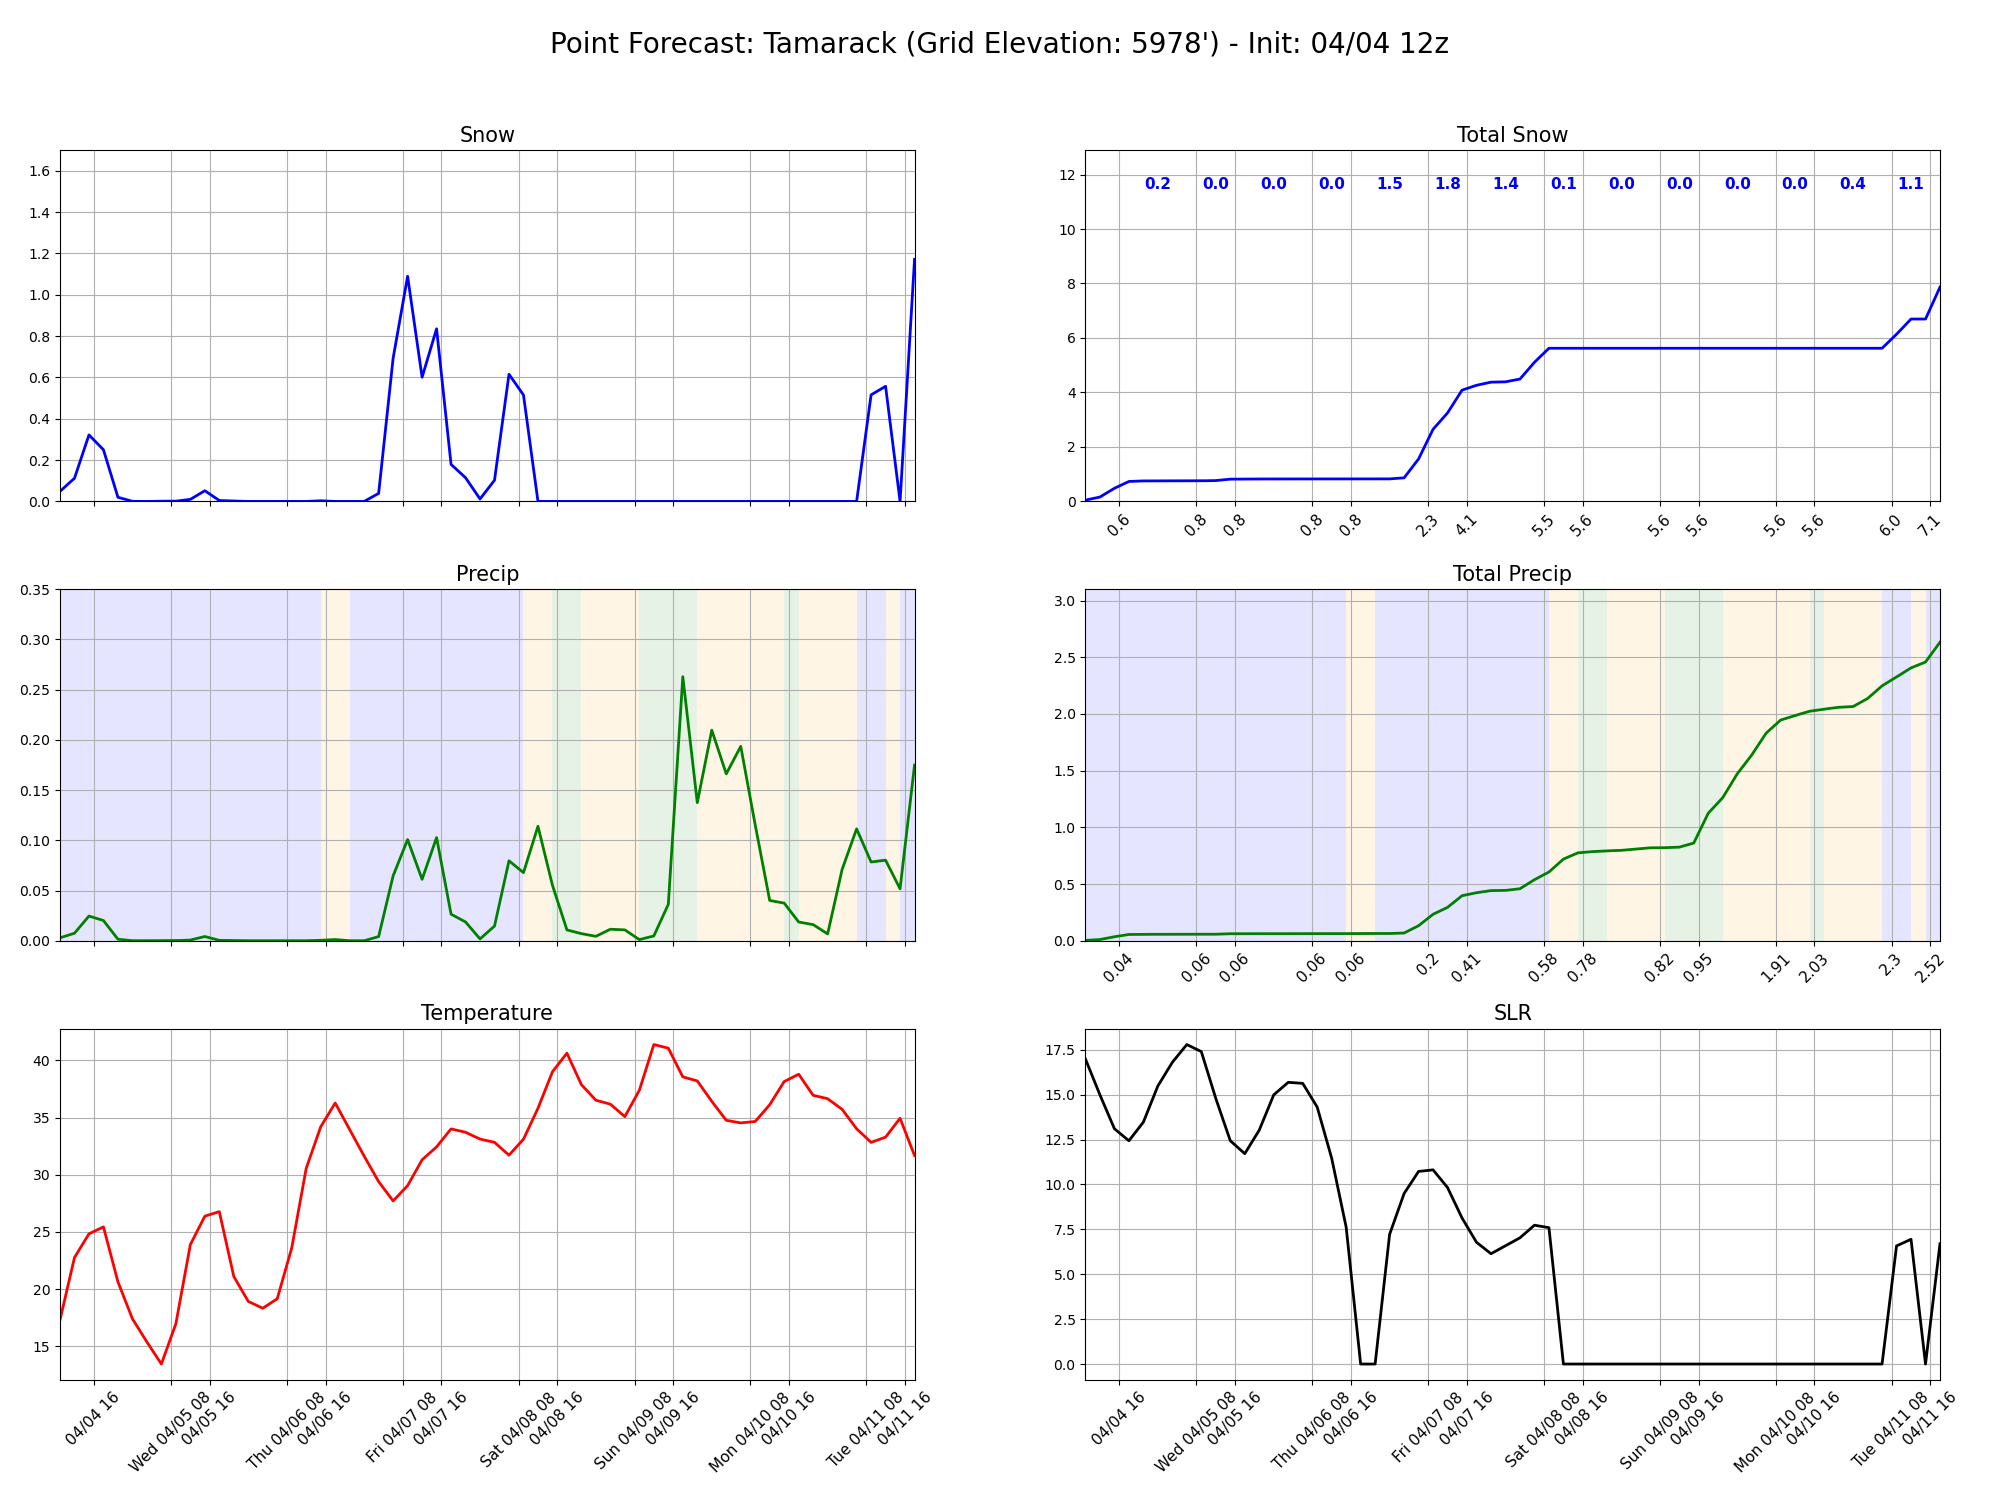 Point Forecast: Tamarack (Grid Elevation: 5978') - Init: 04/04 12z
Snow
1.6
1.4
1.2
1.0
0.8
0.6
0.4
0.2
0.0
Total Snow
12
10
8
6
4
2
0
0.2 0.0 0.0 0.0 1.5 1.8 1.4 0.1 0.0 0.0 0.0 0.0 0.4 1.1
0.6 0.8 0.8 0.8 0.8 2.3 4.1 5.5 5.6 5.6 5.6 5.6 5.6 6.0 7.1
Precip
0.35
0.30
0.25
0.20
0.15
0.10
0.05
0.00
Total Precip
3.0
2.5
2.0
1.5
1.0
0.5
0.0
0.04 0.06 0.06 0.06 0.06 0.2 0.41 0.58 0.78 0.82 0.95 1.91 2.03 2.3 2.52
Temperature
40
35
30
25
20
15
04/04 16
Wed 04/05 08
04/05 16
Thu 04/06 08
04/06 16
Fri 04/07 08
04/07 16
Sat 04/08 08
04/08 16
Sun 04/09 08
04/09 16
Mon 04/10 08
04/10 16
Tue 04/11 08
04/11 16
SLR
17.5
15.0
12.5
10.0
7.5
5.0
2.5
0.0
04/04 16
Wed 04/05 08
04/05 16
Thu 04/06 08
04/06 16
Fri 04/07 08
04/07 16
Sat 04/08 08
04/08 16
Sun 04/09 08
04/09 16
Mon 04/10 08
04/10 16
Tue 04/11 08
04/11 16